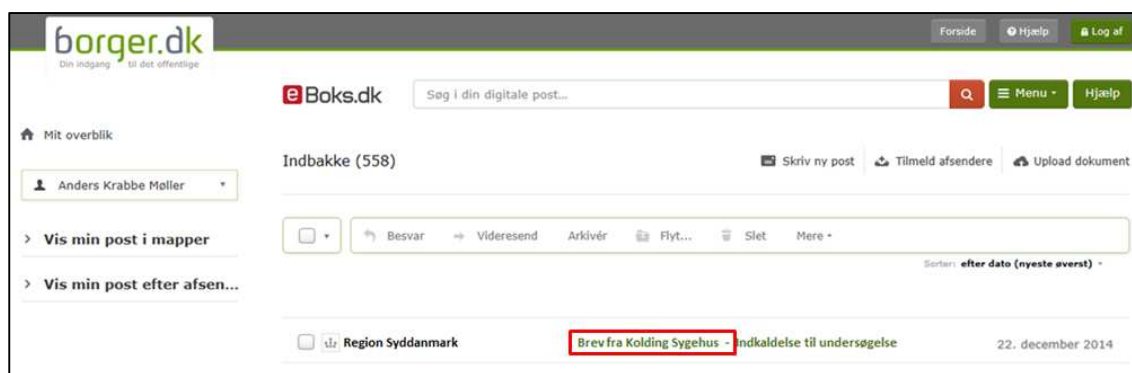 borger.dk
Din indgang til det offentlige
Forside Hjælp Log af
eBoks.dk Søg i din digitale post... Menu Hjælp
Mit overblik
Indbakke (558) Skriv ny post Tilmeld afsendere Upload dokument
Anders Krabbe Møller
Vis min post i mapper
Besvar Videresend Arkivér Flyt... Slet Mere
Sorter: efter dato (nyeste øverst)
Vis min post efter afsen...
Region Syddanmark Brev fra Kolding Sygehus - Indkaldelse til undersøgelse 22. december 2014